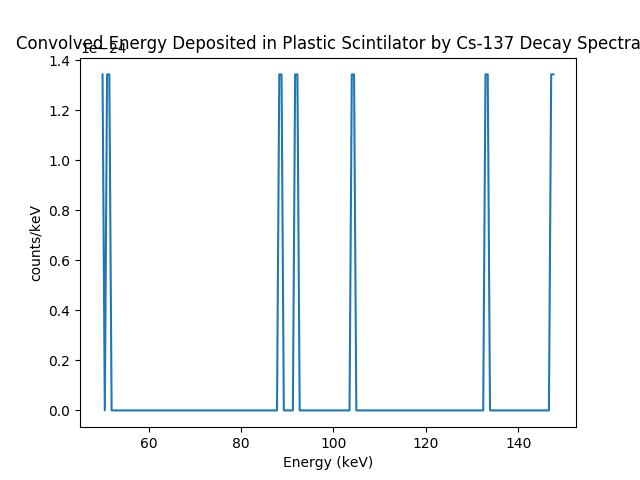 Convolved Energy Deposited in Plastic Scintilator by Cs-137 Decay Spectra
1e−24
1.4
1.2
1.0
0.8
0.6
0.4
0.2
0.0
counts/keV
60 80 100 120 140
Energy (keV)